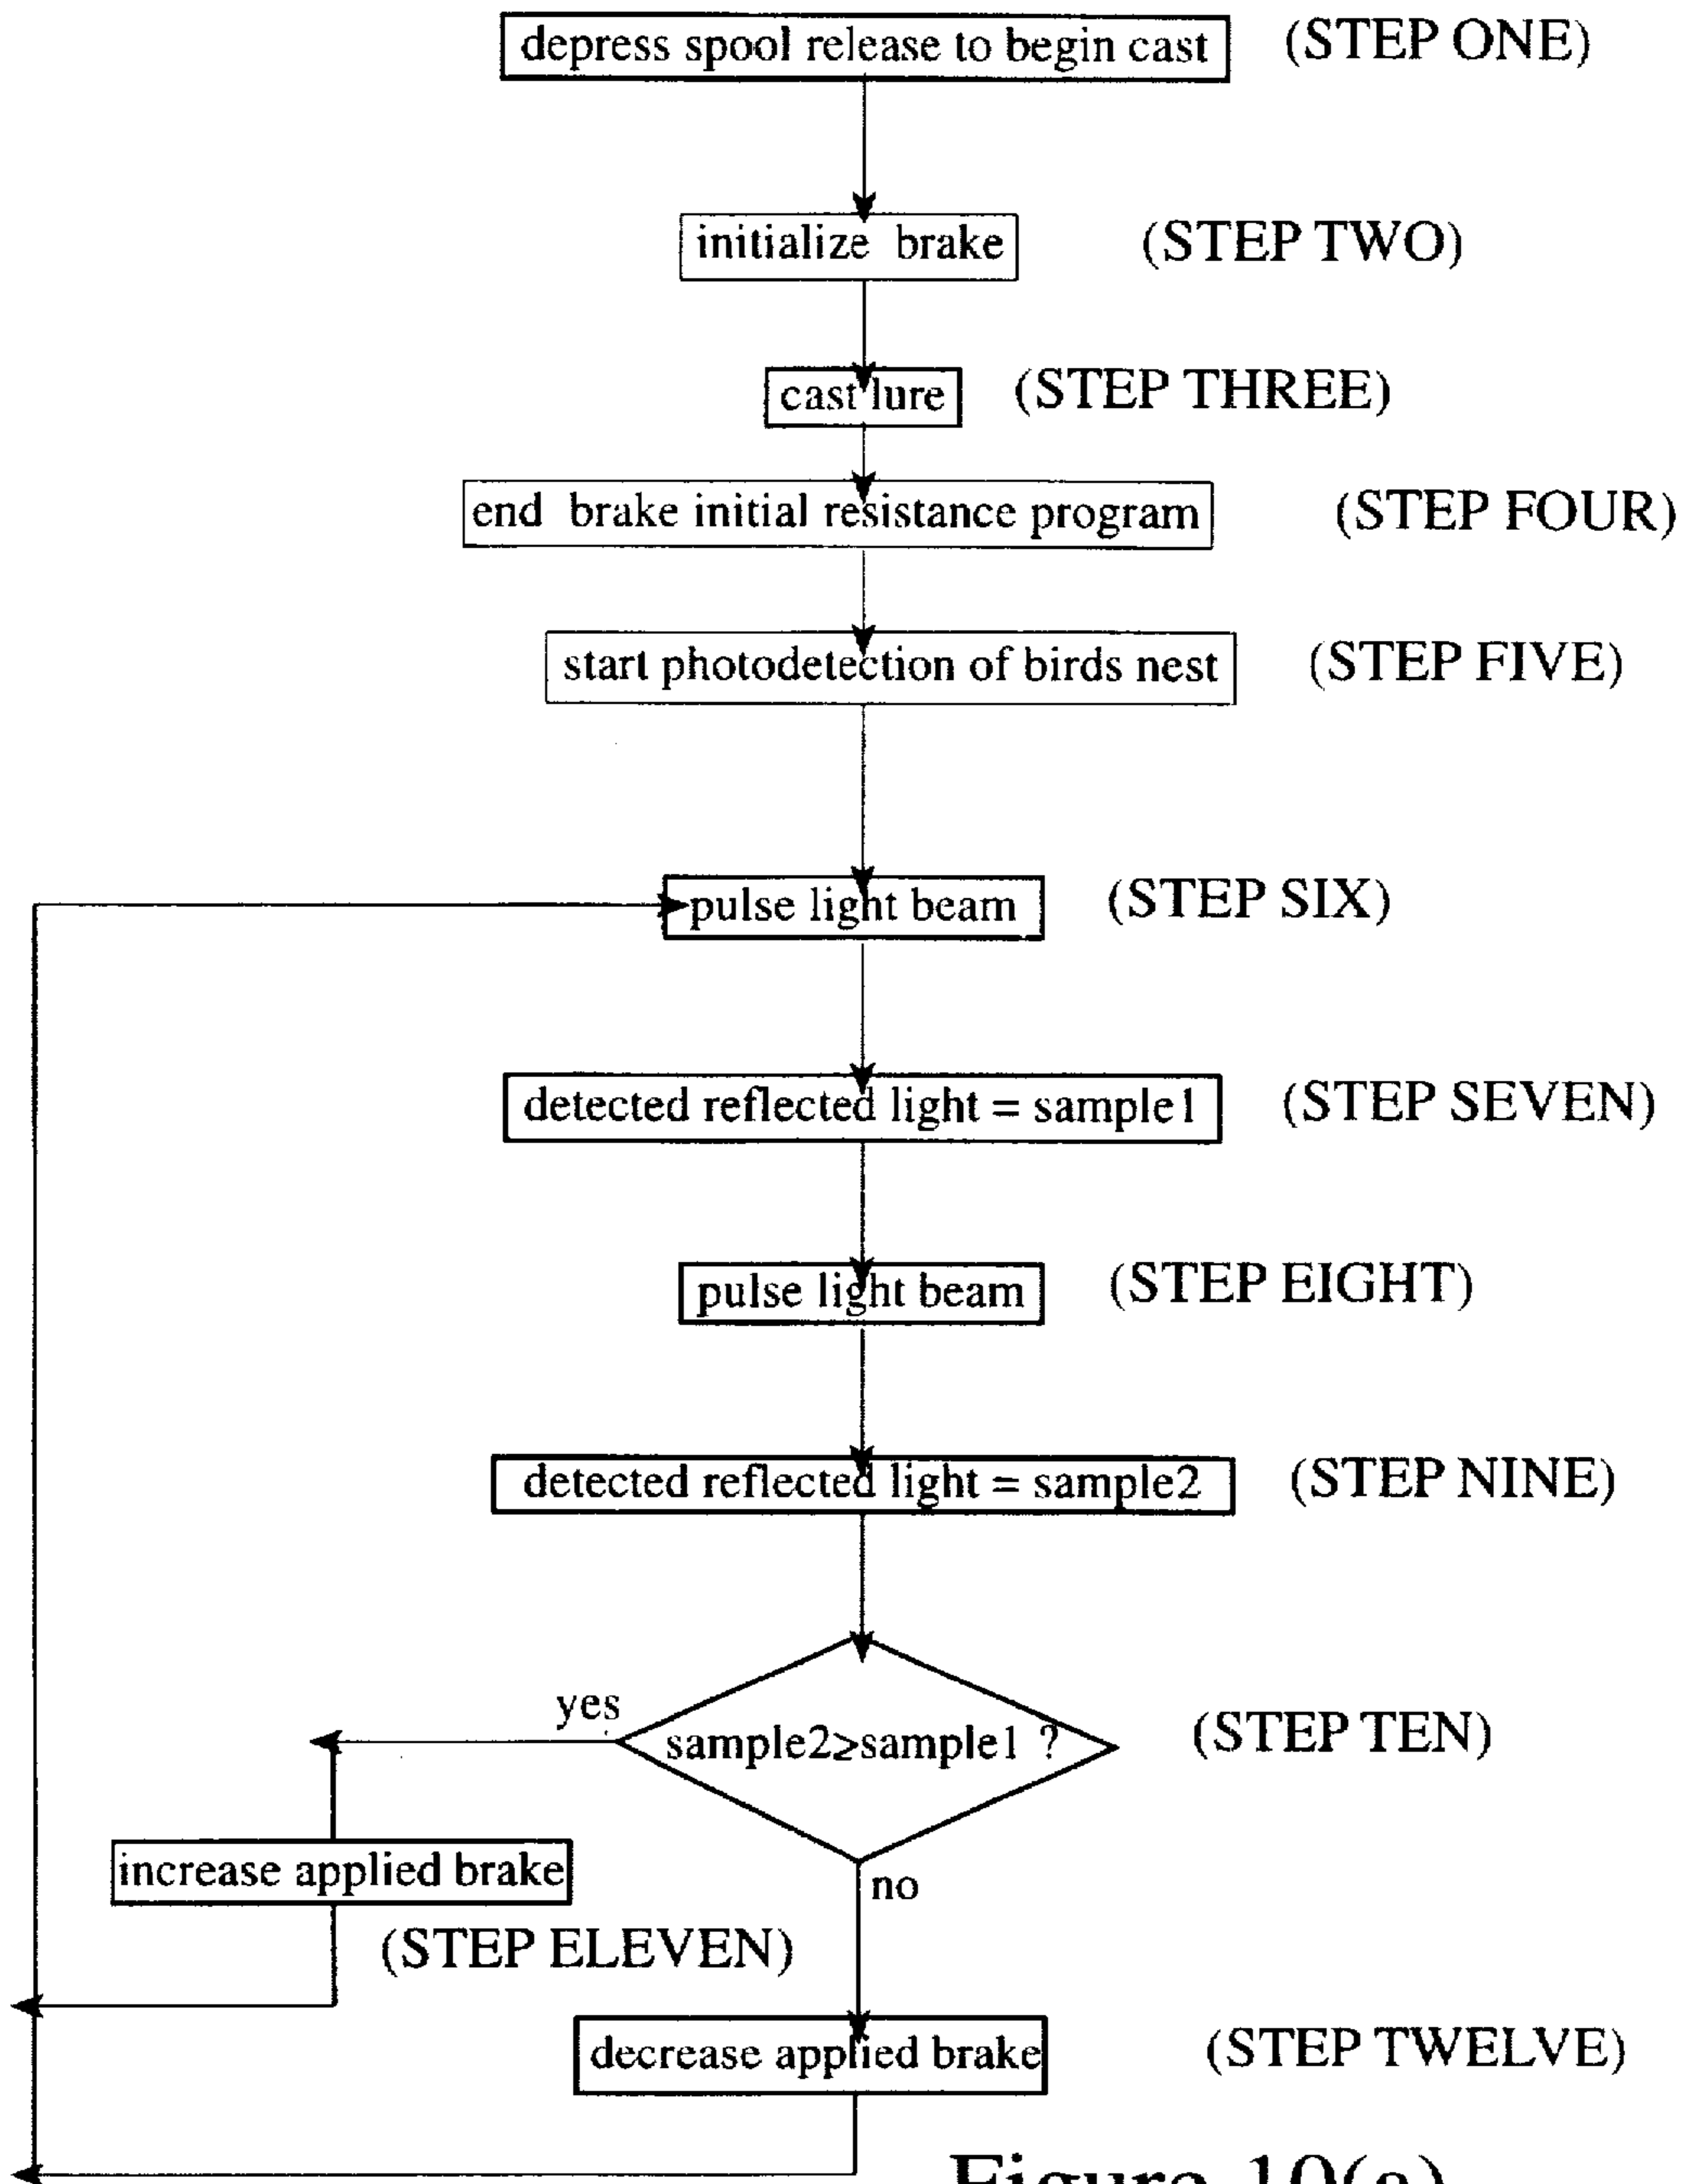 depress spool release to begin cast (STEP ONE)
initialize brake (STEP TWO)
cast lure (STEP THREE)
end brake initial resistance program (STEP FOUR)
start photodetection of birds nest (STEP FIVE)
pulse light beam (STEP SIX)
detected reflected light = sample1 (STEP SEVEN)
pulse light beam (STEP EIGHT)
detected reflected light = sample2 (STEP NINE)
yes
sample2≥sample1 ? (STEP TEN)
increase applied brake
no
(STEP ELEVEN)
decrease applied brake (STEP TWELVE)
Figure 10(a)